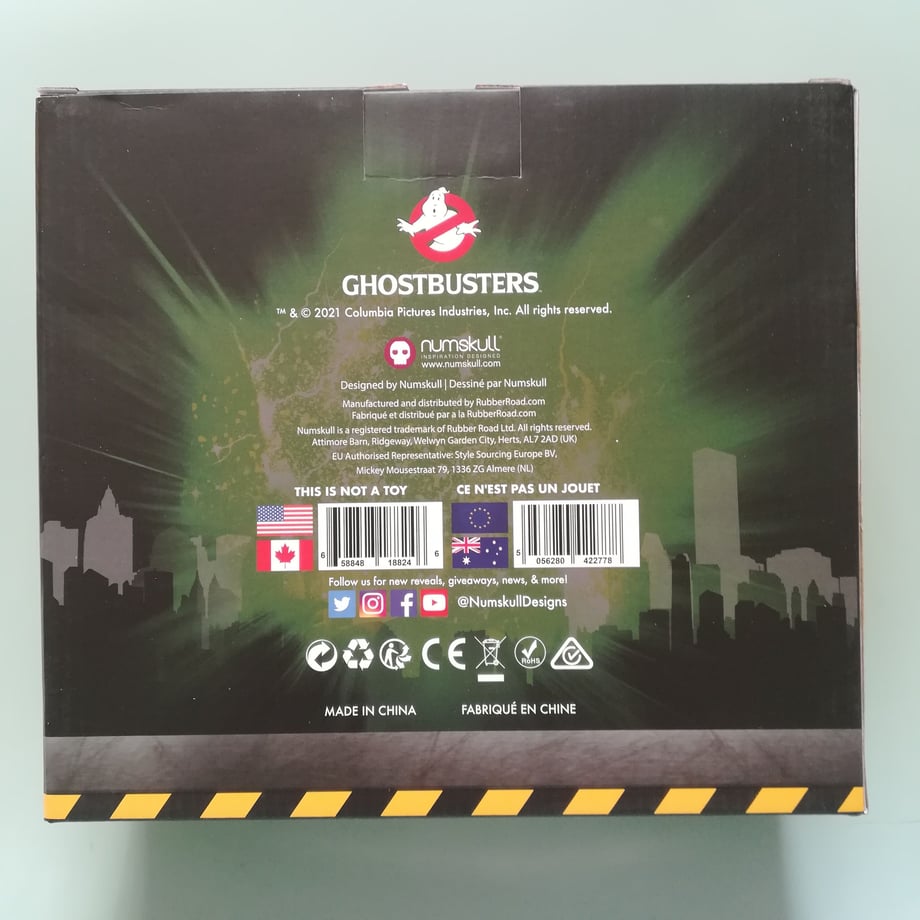 GHOSTBUSTERS
™ & © 2021 Columbia Pictures Industries, Inc. All rights reserved.
numskull
INSPIRATION DESIGNED
www.numskull.com
Designed by Numskull | Dessiné par Numskull
Manufactured and distributed by RubberRoad.com
Fabriqué et distribué par a la RubberRoad.com
Numskull is a registered trademark of Rubber Road Ltd. All rights reserved.
Attimore Barn, Ridgeway, Welwyn Garden City, Herts, AL7 2AD (UK)
EU Authorised Representative: Style Sourcing Europe BV,
Mickey Mousestraat 79, 1336 ZG Almere (NL)
THIS IS NOT A TOY CE N'EST PAS UN JOUET
6 58848 18824 6 5 056280 422778
Follow us for new reveals, giveaways, news, & more!
@NumskullDesigns
CE RoHS
MADE IN CHINA FABRIQUÉ EN CHINE